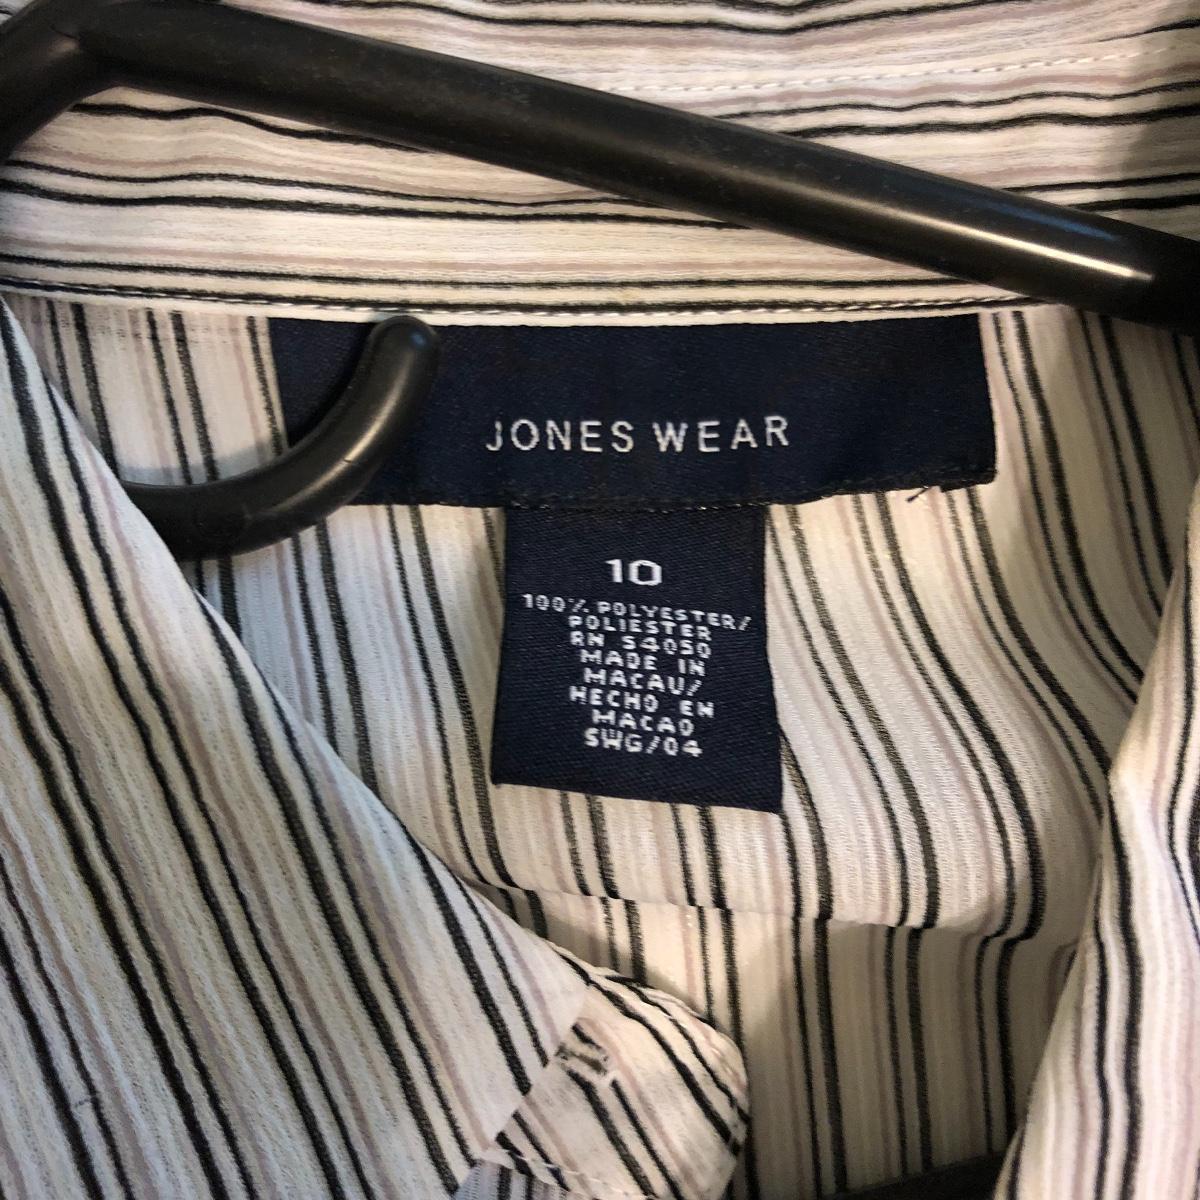 JONES WEAR
10
100% POLYESTER/
POLIESTER
RN 54050
MADE IN
MACAU/
HECHO EN
MACAO
SWG/04